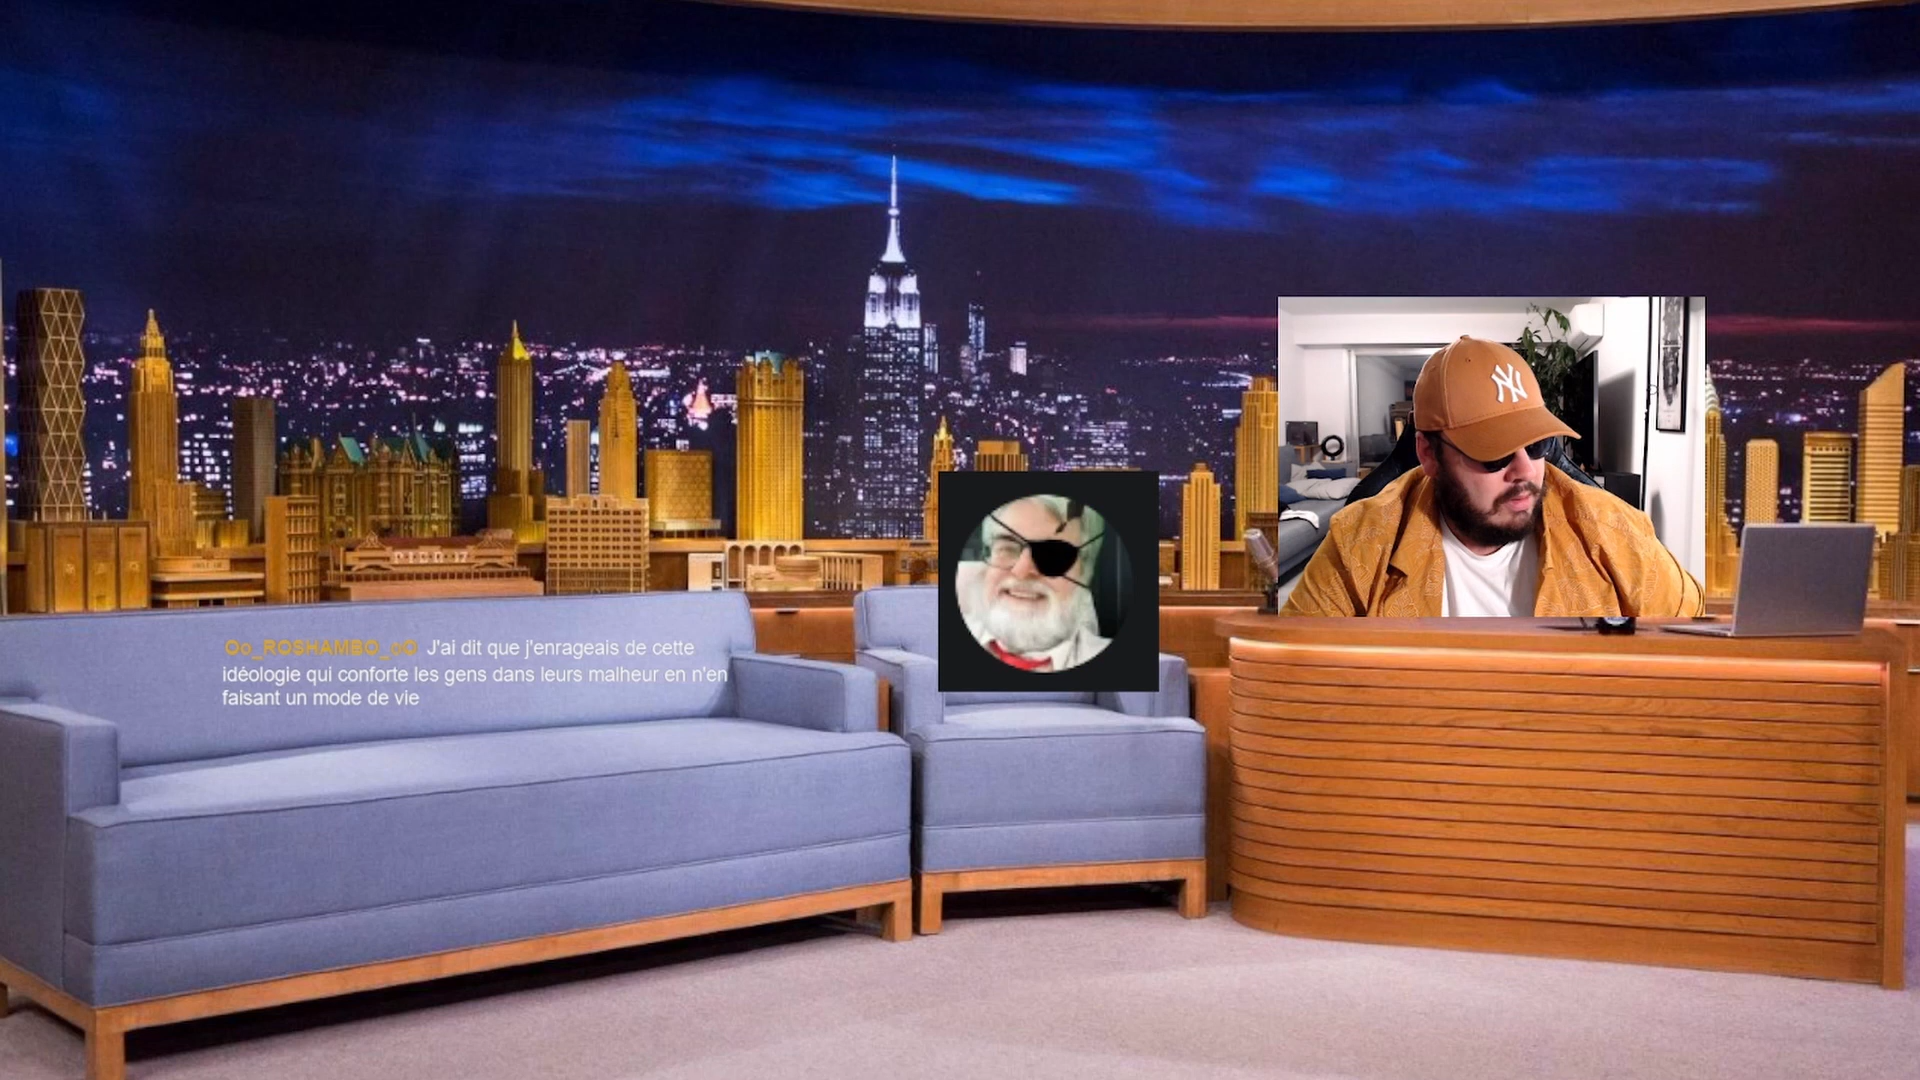 NY
Oo_ROSHAMBO_oO J'ai dit que j'enrageais de cette
idéologie qui conforte les gens dans leurs malheur en n'en
faisant un mode de vie